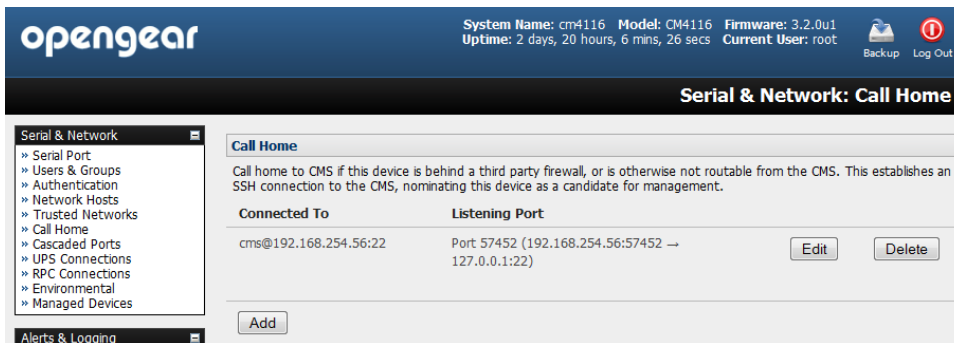 opengear
System Name: cm4116 Model: CM4116 Firmware: 3.2.0u1
Uptime: 2 days, 20 hours, 6 mins, 26 secs Current User: root
Backup Log Out
Serial & Network: Call Home
Serial & Network
» Serial Port
» Users & Groups
» Authentication
» Network Hosts
» Trusted Networks
» Call Home
» Cascaded Ports
» UPS Connections
» RPC Connections
» Environmental
» Managed Devices
Alerts & Logging
Call Home
Call home to CMS if this device is behind a third party firewall, or is otherwise not routable from the CMS. This establishes an
SSH connection to the CMS, nominating this device as a candidate for management.
Connected To Listening Port
cms@192.168.254.56:22 Port 57452 (192.168.254.56:57452 →
127.0.0.1:22)
Edit Delete
Add